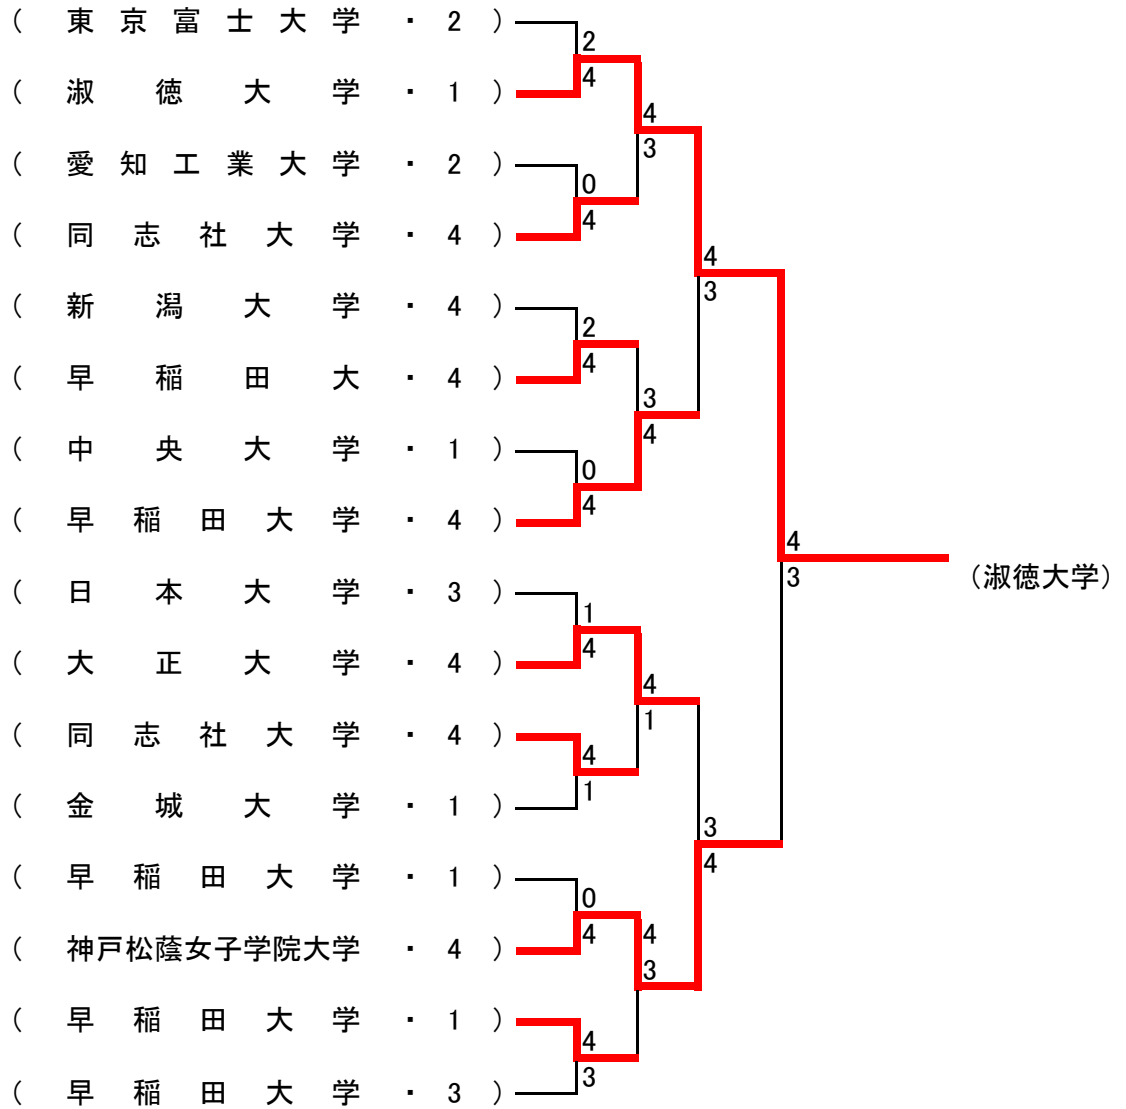 ( 東京富士大学 ・ 2 )
2
( 淑徳大学 ・ 1 )
4
4
( 愛知工業大学 ・ 2 )
3
0
( 同志社大学 ・ 4 )
4
4
3
( 新潟大学 ・ 4 )
2
( 早稲田大 ・ 4 )
4
3
( 中央大学 ・ 1 )
4
0
( 早稲田大学 ・ 4 )
4
4
(淑徳大学)
3
( 日本大学 ・ 3 )
1
( 大正大学 ・ 4 )
4
4
( 同志社大学 ・ 4 )
1
4
( 金城大学 ・ 1 )
1
3
4
( 早稲田大学 ・ 1 )
0
( 神戸松蔭女子学院大学 ・ 4 )
4 4
3
( 早稲田大学 ・ 1 )
4
( 早稲田大学 ・ 3 )
3